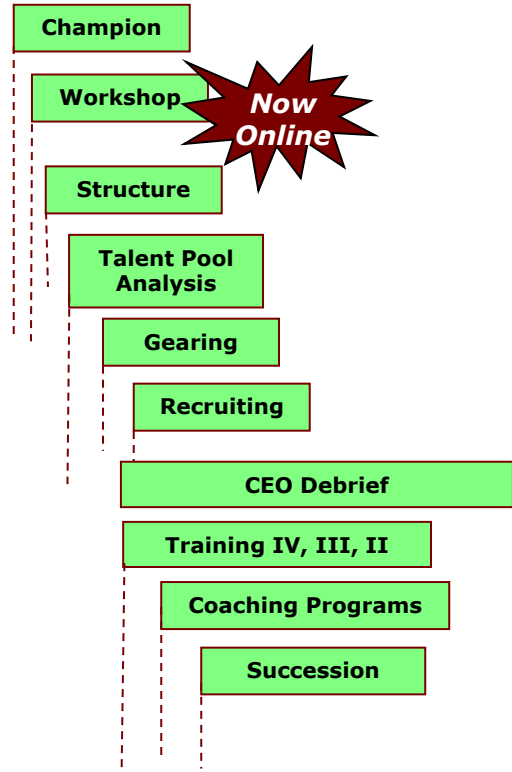 Champion
Workshop
Now
Online
Structure
Talent Pool
Analysis
Gearing
Recruiting
CEO Debrief
Training IV, III, II
Coaching Programs
Succession